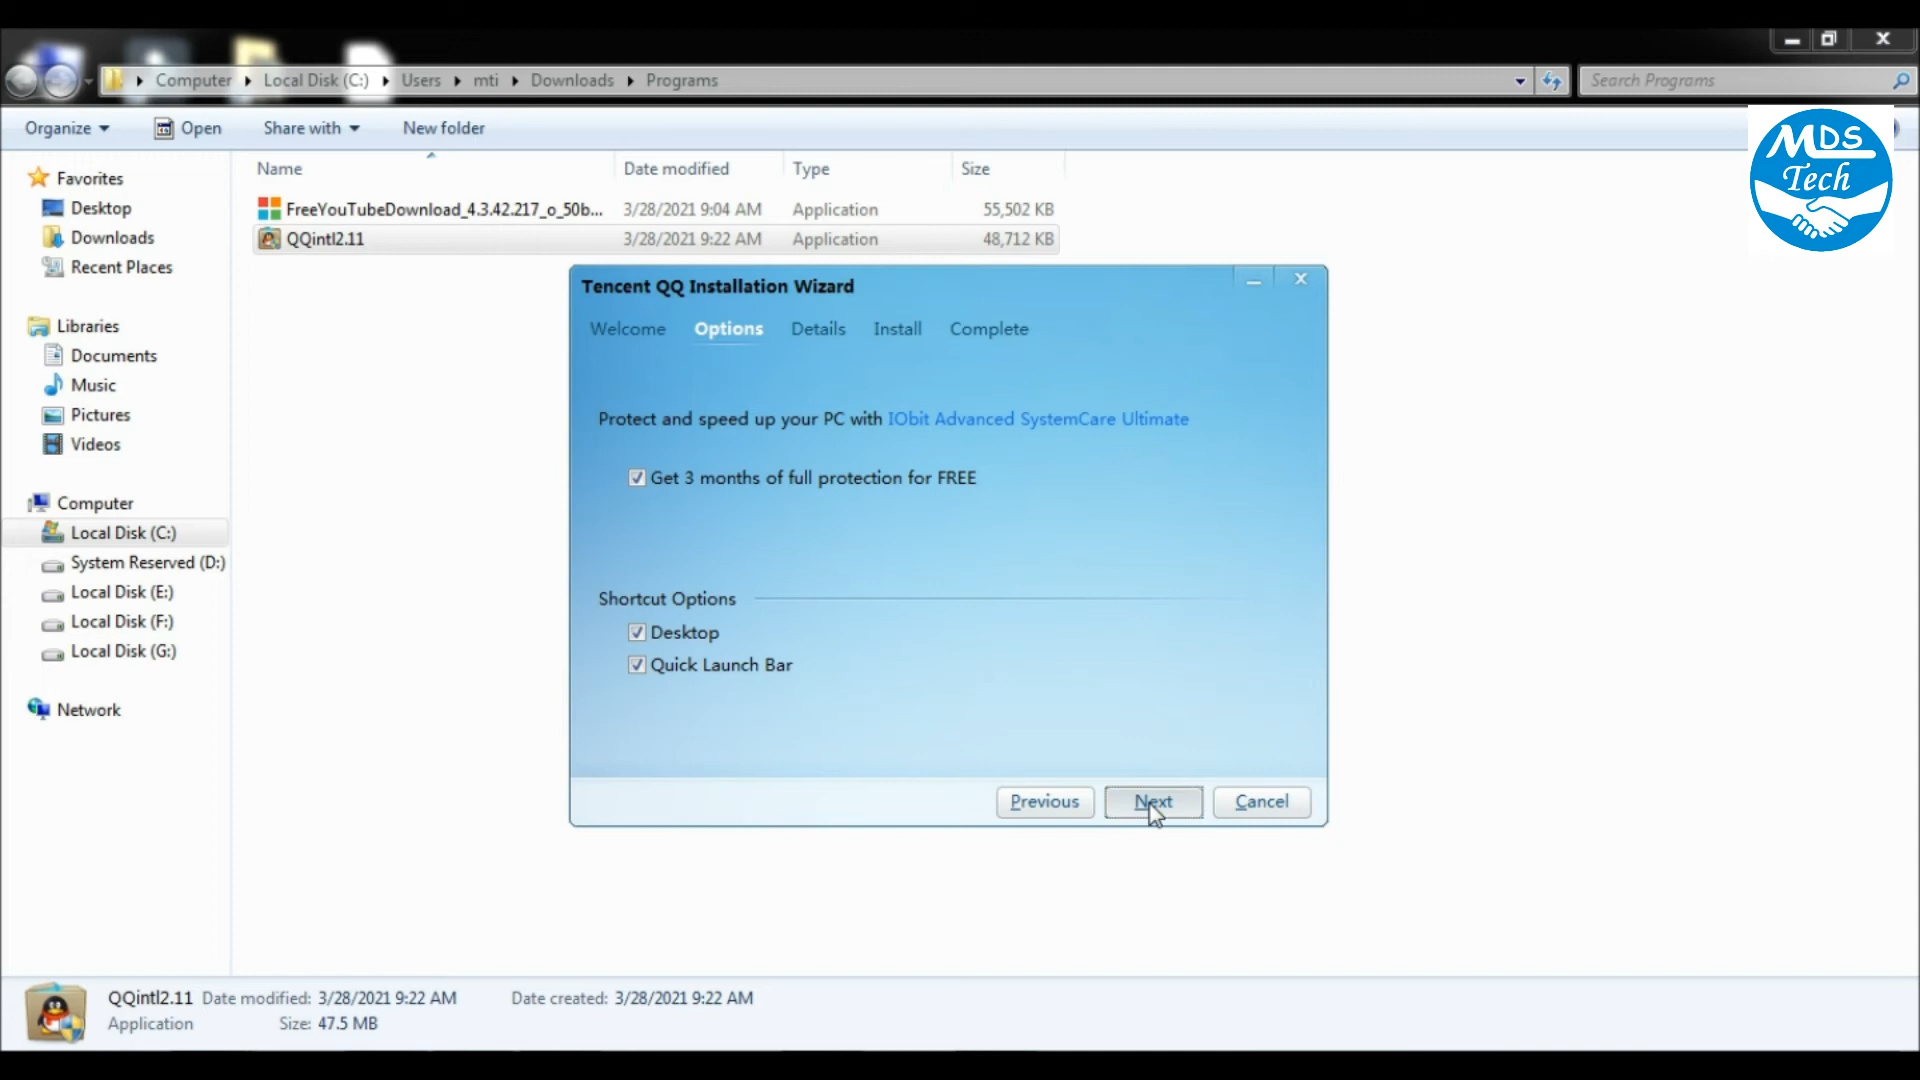 Computer Local Disk (C:) Users mti Downloads Programs
Search Programs
Organize Open Share with New folder
MDS
Tech
Name Date modified Type Size
FreeYouTubeDownload_4.3.42.217_o_50b... 3/28/2021 9:04 AM Application 55,502 KB
QQintl2.11 3/28/2021 9:22 AM Application 48,712 KB
Favorites
Desktop
Downloads
Recent Places
Libraries
Documents
Music
Pictures
Videos
Computer
Local Disk (C:)
System Reserved (D:)
Local Disk (E:)
Local Disk (F:)
Local Disk (G:)
Network
Tencent QQ Installation Wizard
Welcome Options Details Install Complete
Protect and speed up your PC with IObit Advanced SystemCare Ultimate
Get 3 months of full protection for FREE
Shortcut Options
Desktop
Quick Launch Bar
Previous Next Cancel
QQintl2.11 Date modified: 3/28/2021 9:22 AM Date created: 3/28/2021 9:22 AM
Application Size: 47.5 MB